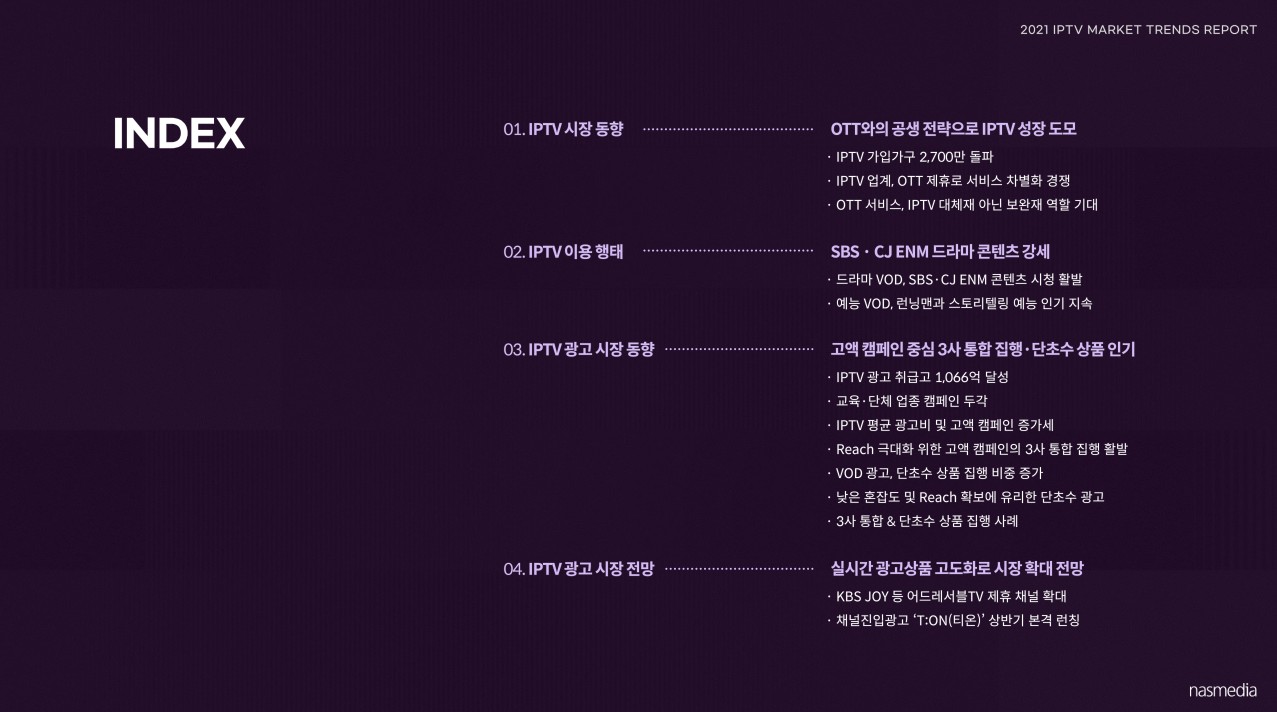 2021 IPTV MARKET TRENDS REPORT
INDEX
01. IPTV 시장 동향 OTT와의 공생 전략으로 IPTV 성장 도모
· IPTV 가입가구 2,700만 돌파
· IPTV 업계, OTT 제휴로 서비스 차별화 경쟁
· OTT 서비스, IPTV 대체재 아닌 보완재 역할 기대
02. IPTV 이용 행태 SBS · CJ ENM 드라마 콘텐츠 강세
· 드라마 VOD, SBS·CJ ENM 콘텐츠 시청 활발
· 예능 VOD, 런닝맨과 스토리텔링 예능 인기 지속
03. IPTV 광고 시장 동향 고액 캠페인 중심 3사 통합 집행·단초수 상품 인기
· IPTV 광고 취급고 1,066억 달성
· 교육·단체 업종 캠페인 두각
· IPTV 평균 광고비 및 고액 캠페인 증가세
· Reach 극대화 위한 고액 캠페인의 3사 통합 집행 활발
· VOD 광고, 단초수 상품 집행 비중 증가
· 낮은 혼잡도 및 Reach 확보에 유리한 단초수 광고
· 3사 통합 & 단초수 상품 집행 사례
04. IPTV 광고 시장 전망 실시간 광고상품 고도화로 시장 확대 전망
· KBS JOY 등 어드레서블TV 제휴 채널 확대
· 채널진입광고 ‘T:ON(티온)’ 상반기 본격 런칭
nasmedia